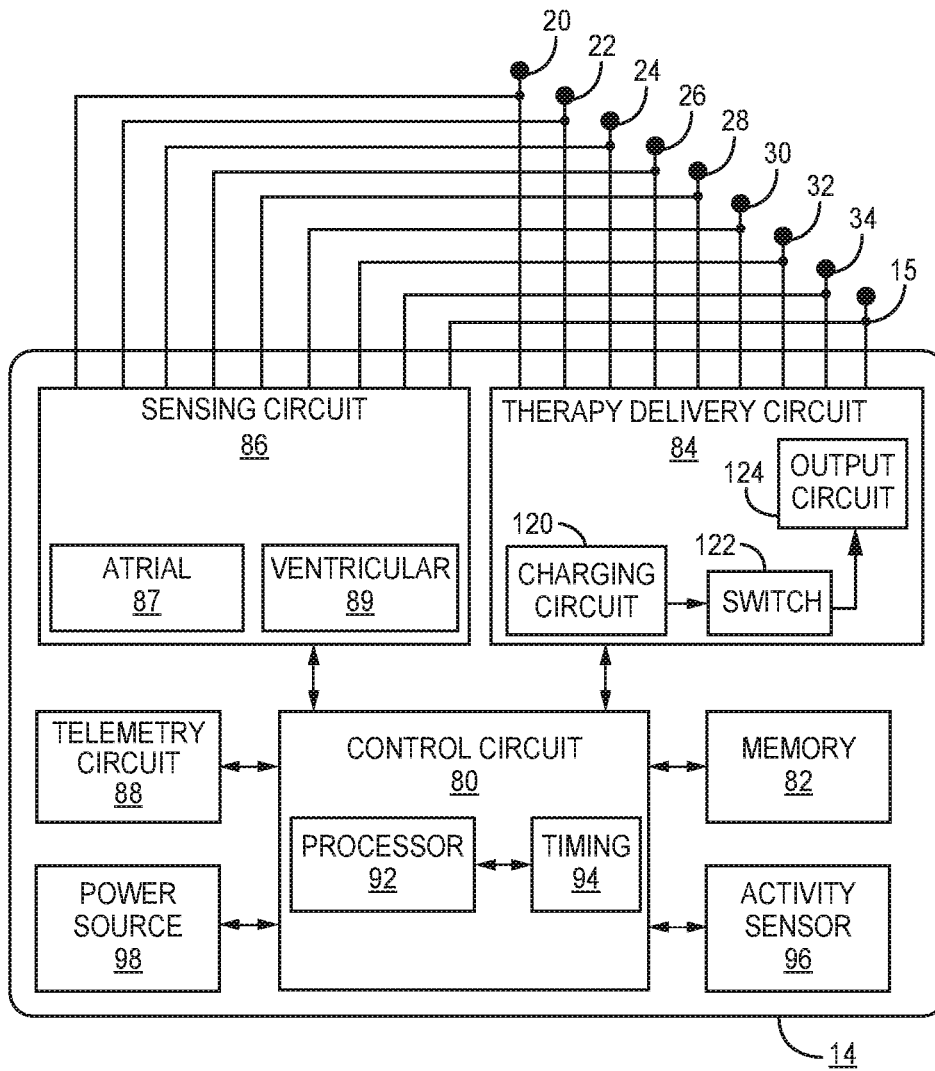 20
22
24
26
28
30
32
34
15
SENSING CIRCUIT
86
ATRIAL
87
VENTRICULAR
89
THERAPY DELIVERY CIRCUIT
84
124
OUTPUT
CIRCUIT
120
CHARGING
CIRCUIT
122
SWITCH
TELEMETRY
CIRCUIT
88
CONTROL CIRCUIT
80
MEMORY
82
PROCESSOR
92
TIMING
94
POWER
SOURCE
98
ACTIVITY
SENSOR
96
14